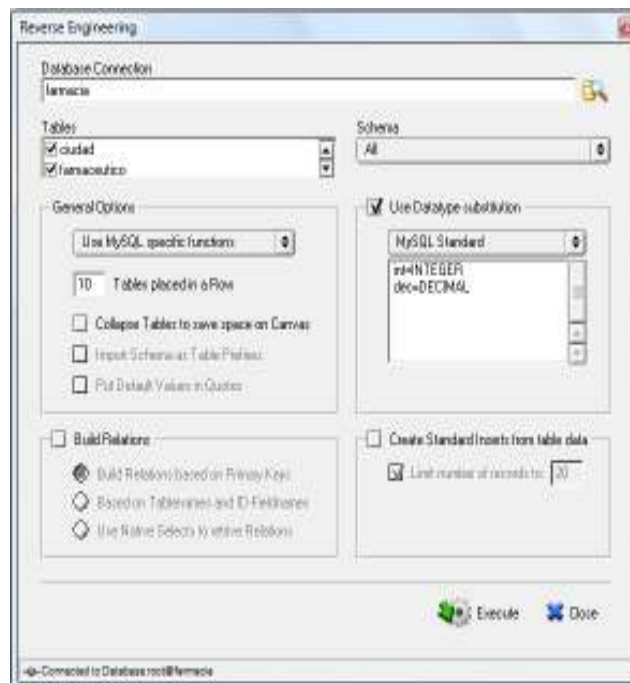 Reverse Engineering
Database Connection
farmacia
Tables
ciudad
farmaceutico
Schema
All
General Options
Use MySQL specific functions
10 Tables placed in a Row
Collapse Tables to save space on Canvas
Import Schema as Table Prefixes
Put Default Values in Quotes
Use Datatype substitution
MySQL Standard
int=INTEGER
dec=DECIMAL
Build Relations
Build Relations based on Primary Keys
Based on Tablenames and ID-Fieldnames
Use Native Selects to retrive Relations
Create Standard Inserts from table data
Limit number of records to: 20
Execute
Close
Connected to Database root@farmacia